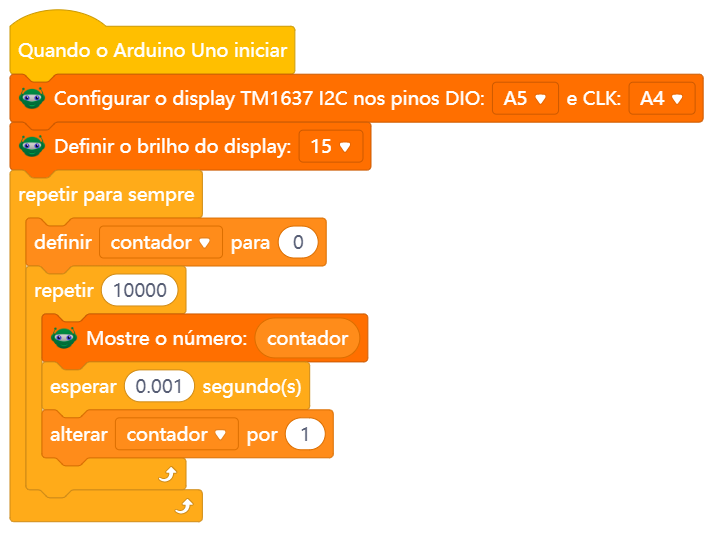 Quando o Arduino Uno iniciar
Configurar o display TM1637 I2C nos pinos DIO: A5 e CLK: A4
Definir o brilho do display: 15
repetir para sempre
definir contador para 0
repetir 10000
Mostre o número: contador
esperar 0.001 segundo(s)
alterar contador por 1